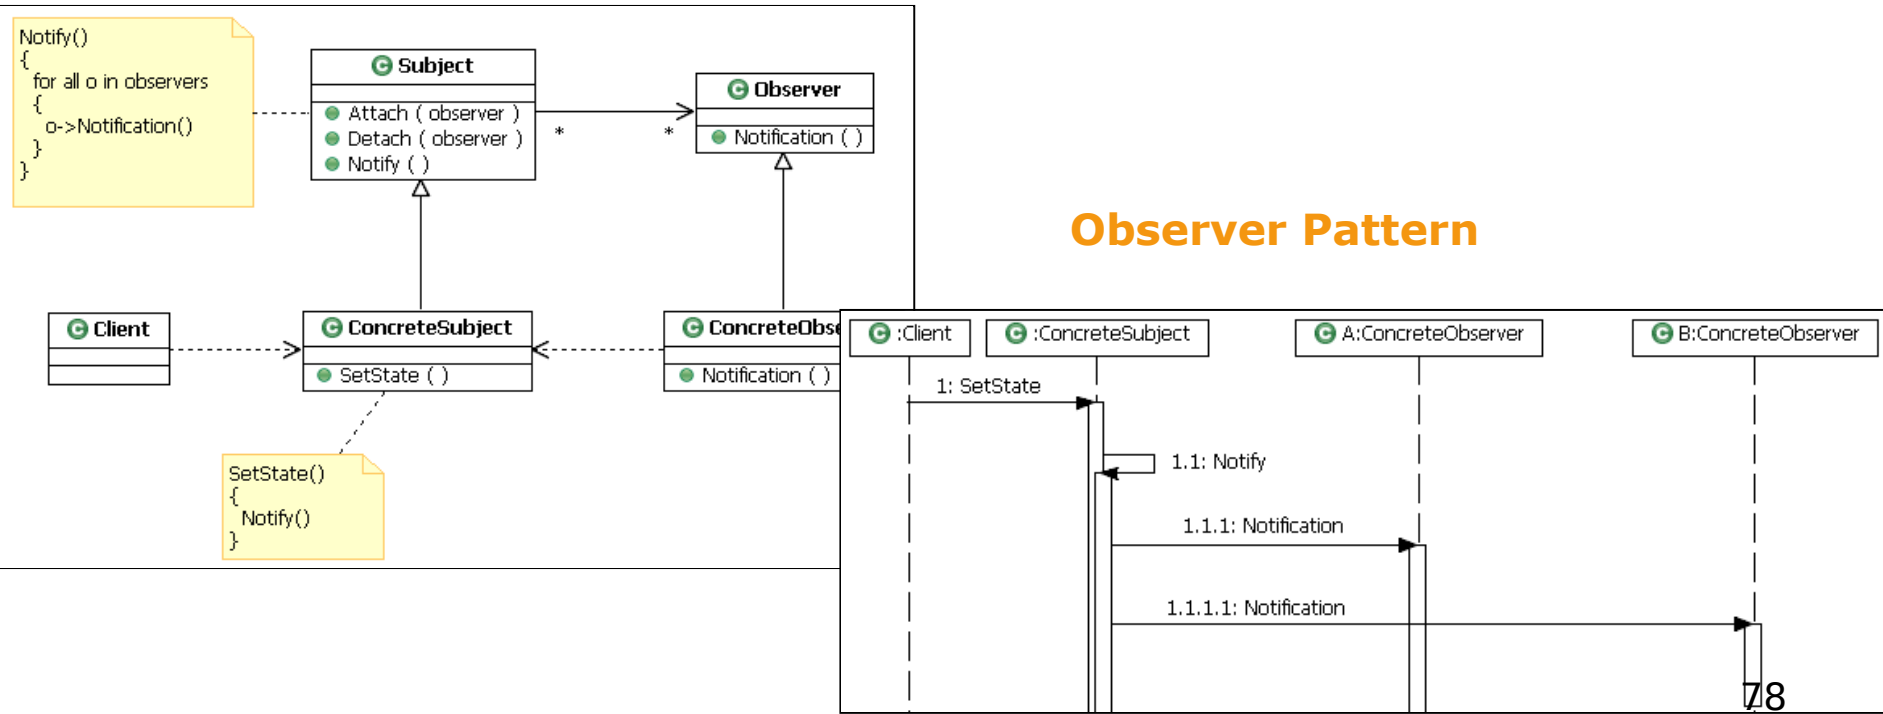 Notify()
{
for all o in observers
{
o->Notification()
}
}
C Subject
Attach ( observer )
Detach ( observer )
Notify ( )
*
*
C Observer
Notification ( )
Observer Pattern
C Client
C ConcreteSubject
SetState ( )
C ConcreteObse
Notification ( )
SetState()
{
Notify()
}
C :Client
C :ConcreteSubject
C A:ConcreteObserver
C B:ConcreteObserver
1: SetState
1.1: Notify
1.1.1: Notification
1.1.1.1: Notification
78